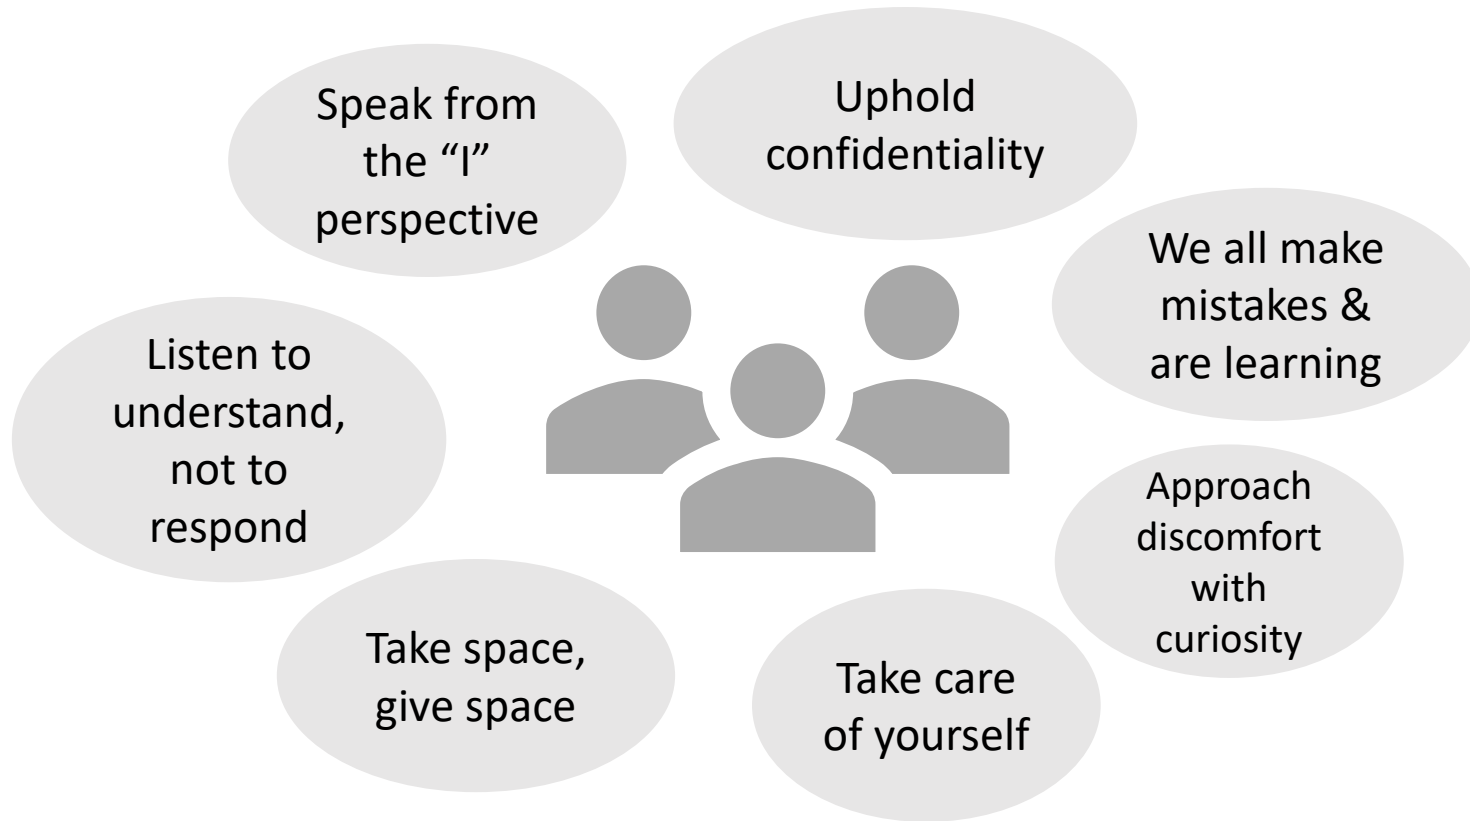 Speak from
the “I”
perspective
Uphold
confidentiality
We all make
mistakes &
are learning
Listen to
understand,
not to
respond
Approach
discomfort
with
curiosity
Take space,
give space
Take care
of yourself